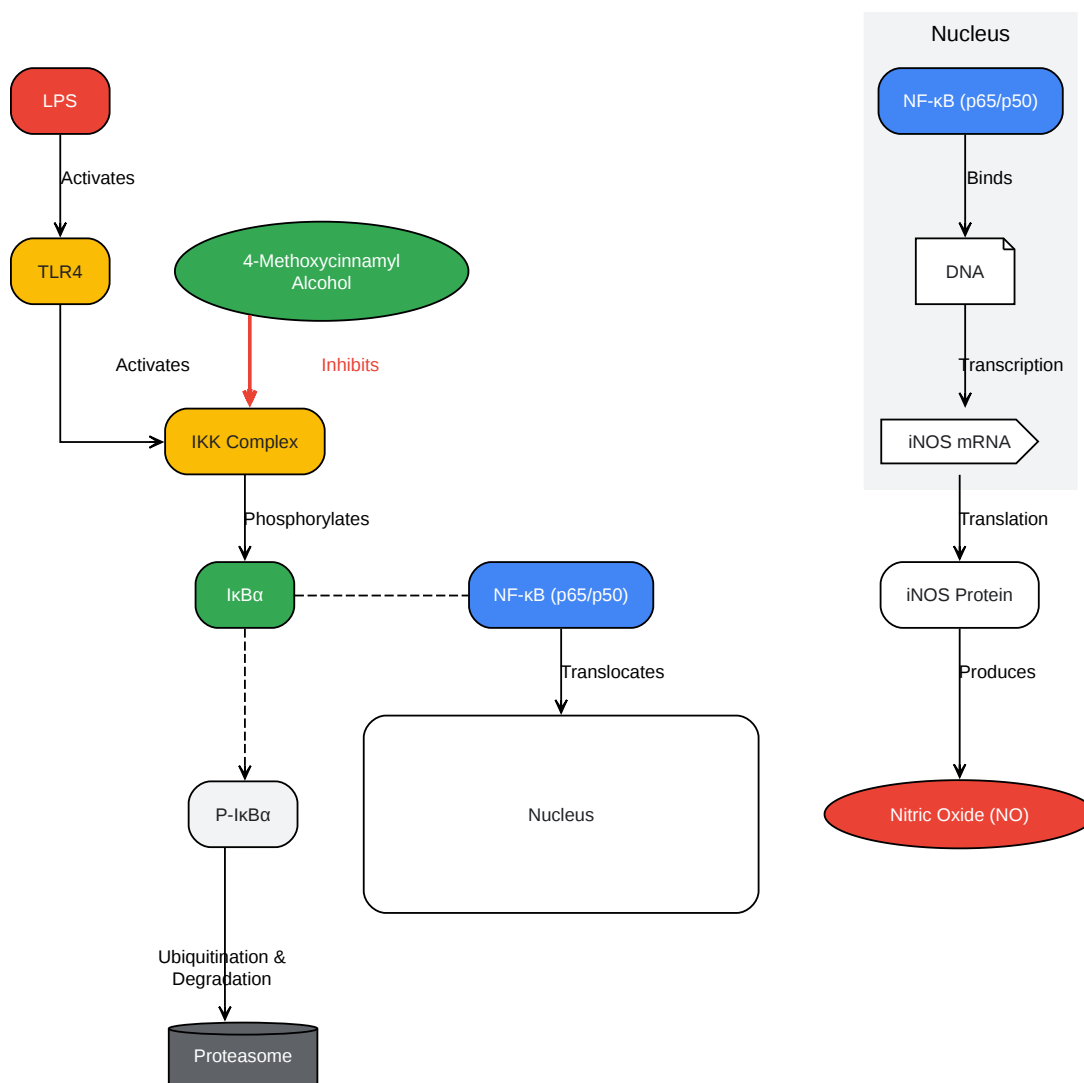 Nucleus
LPS
NF-κB (p65/p50)
Activates
Binds
TLR4
4-Methoxycinnamyl
Alcohol
DNA
Activates
Inhibits
Transcription
IKK Complex
iNOS mRNA
Phosphorylates
Translation
IκBα
NF-κB (p65/p50)
iNOS Protein
Translocates
Produces
P-IκBα
Nucleus
Nitric Oxide (NO)
Ubiquitination &
Degradation
Proteasome